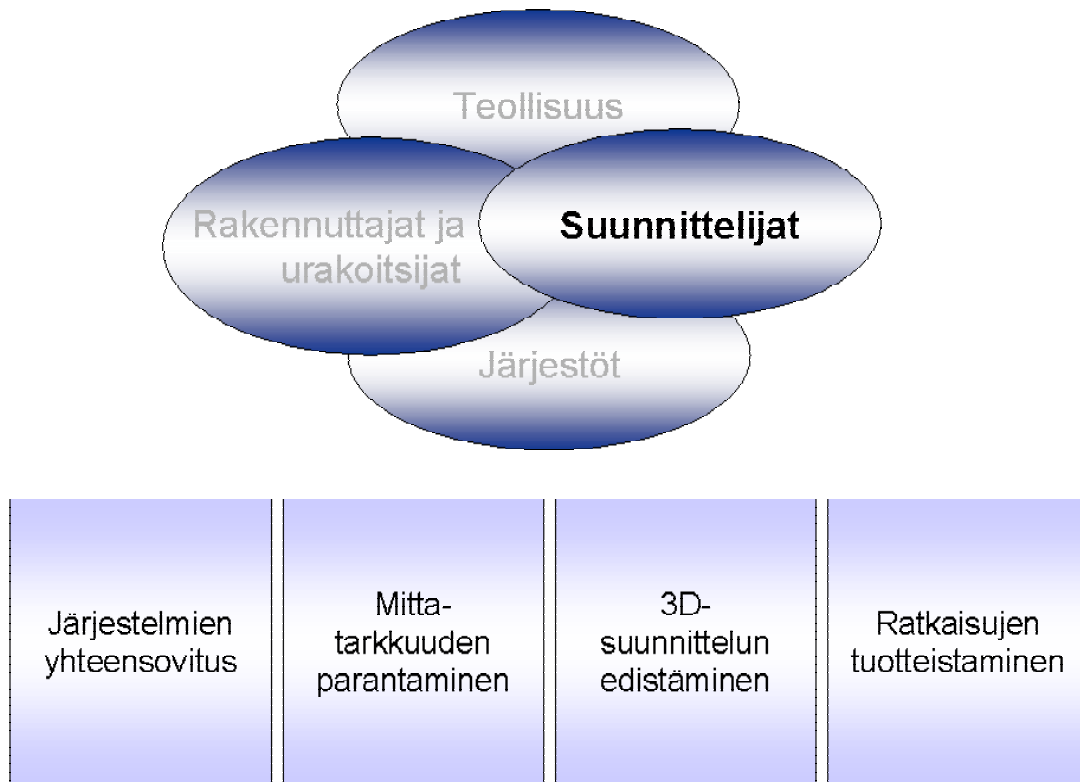 Teollisuus
Rakennuttajat ja
urakoitsijat
Suunnittelijat
Järjestöt
Järjestelmien
yhteensovitus
Mitta-
tarkkuuden
parantaminen
3D-
suunnittelun
edistäminen
Ratkaisujen
tuotteistaminen